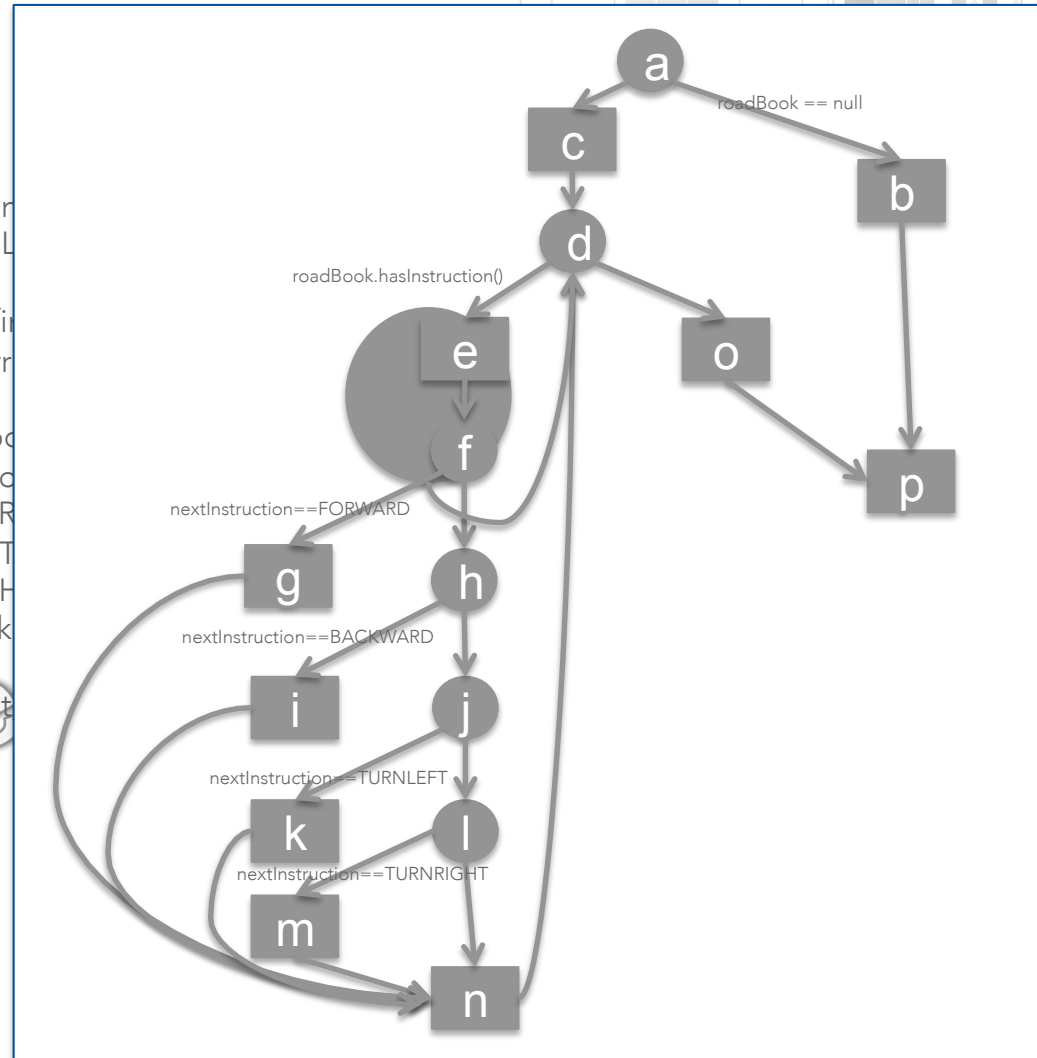 a
roadBook == null
c
b
d
roadBook.hasInstruction()
e
o
f
p
nextInstruction==FORWARD
g
h
nextInstruction==BACKWARD
i
j
nextInstruction==TURNLEFT
k
l
nextInstruction==TURNRIGHT
m
n